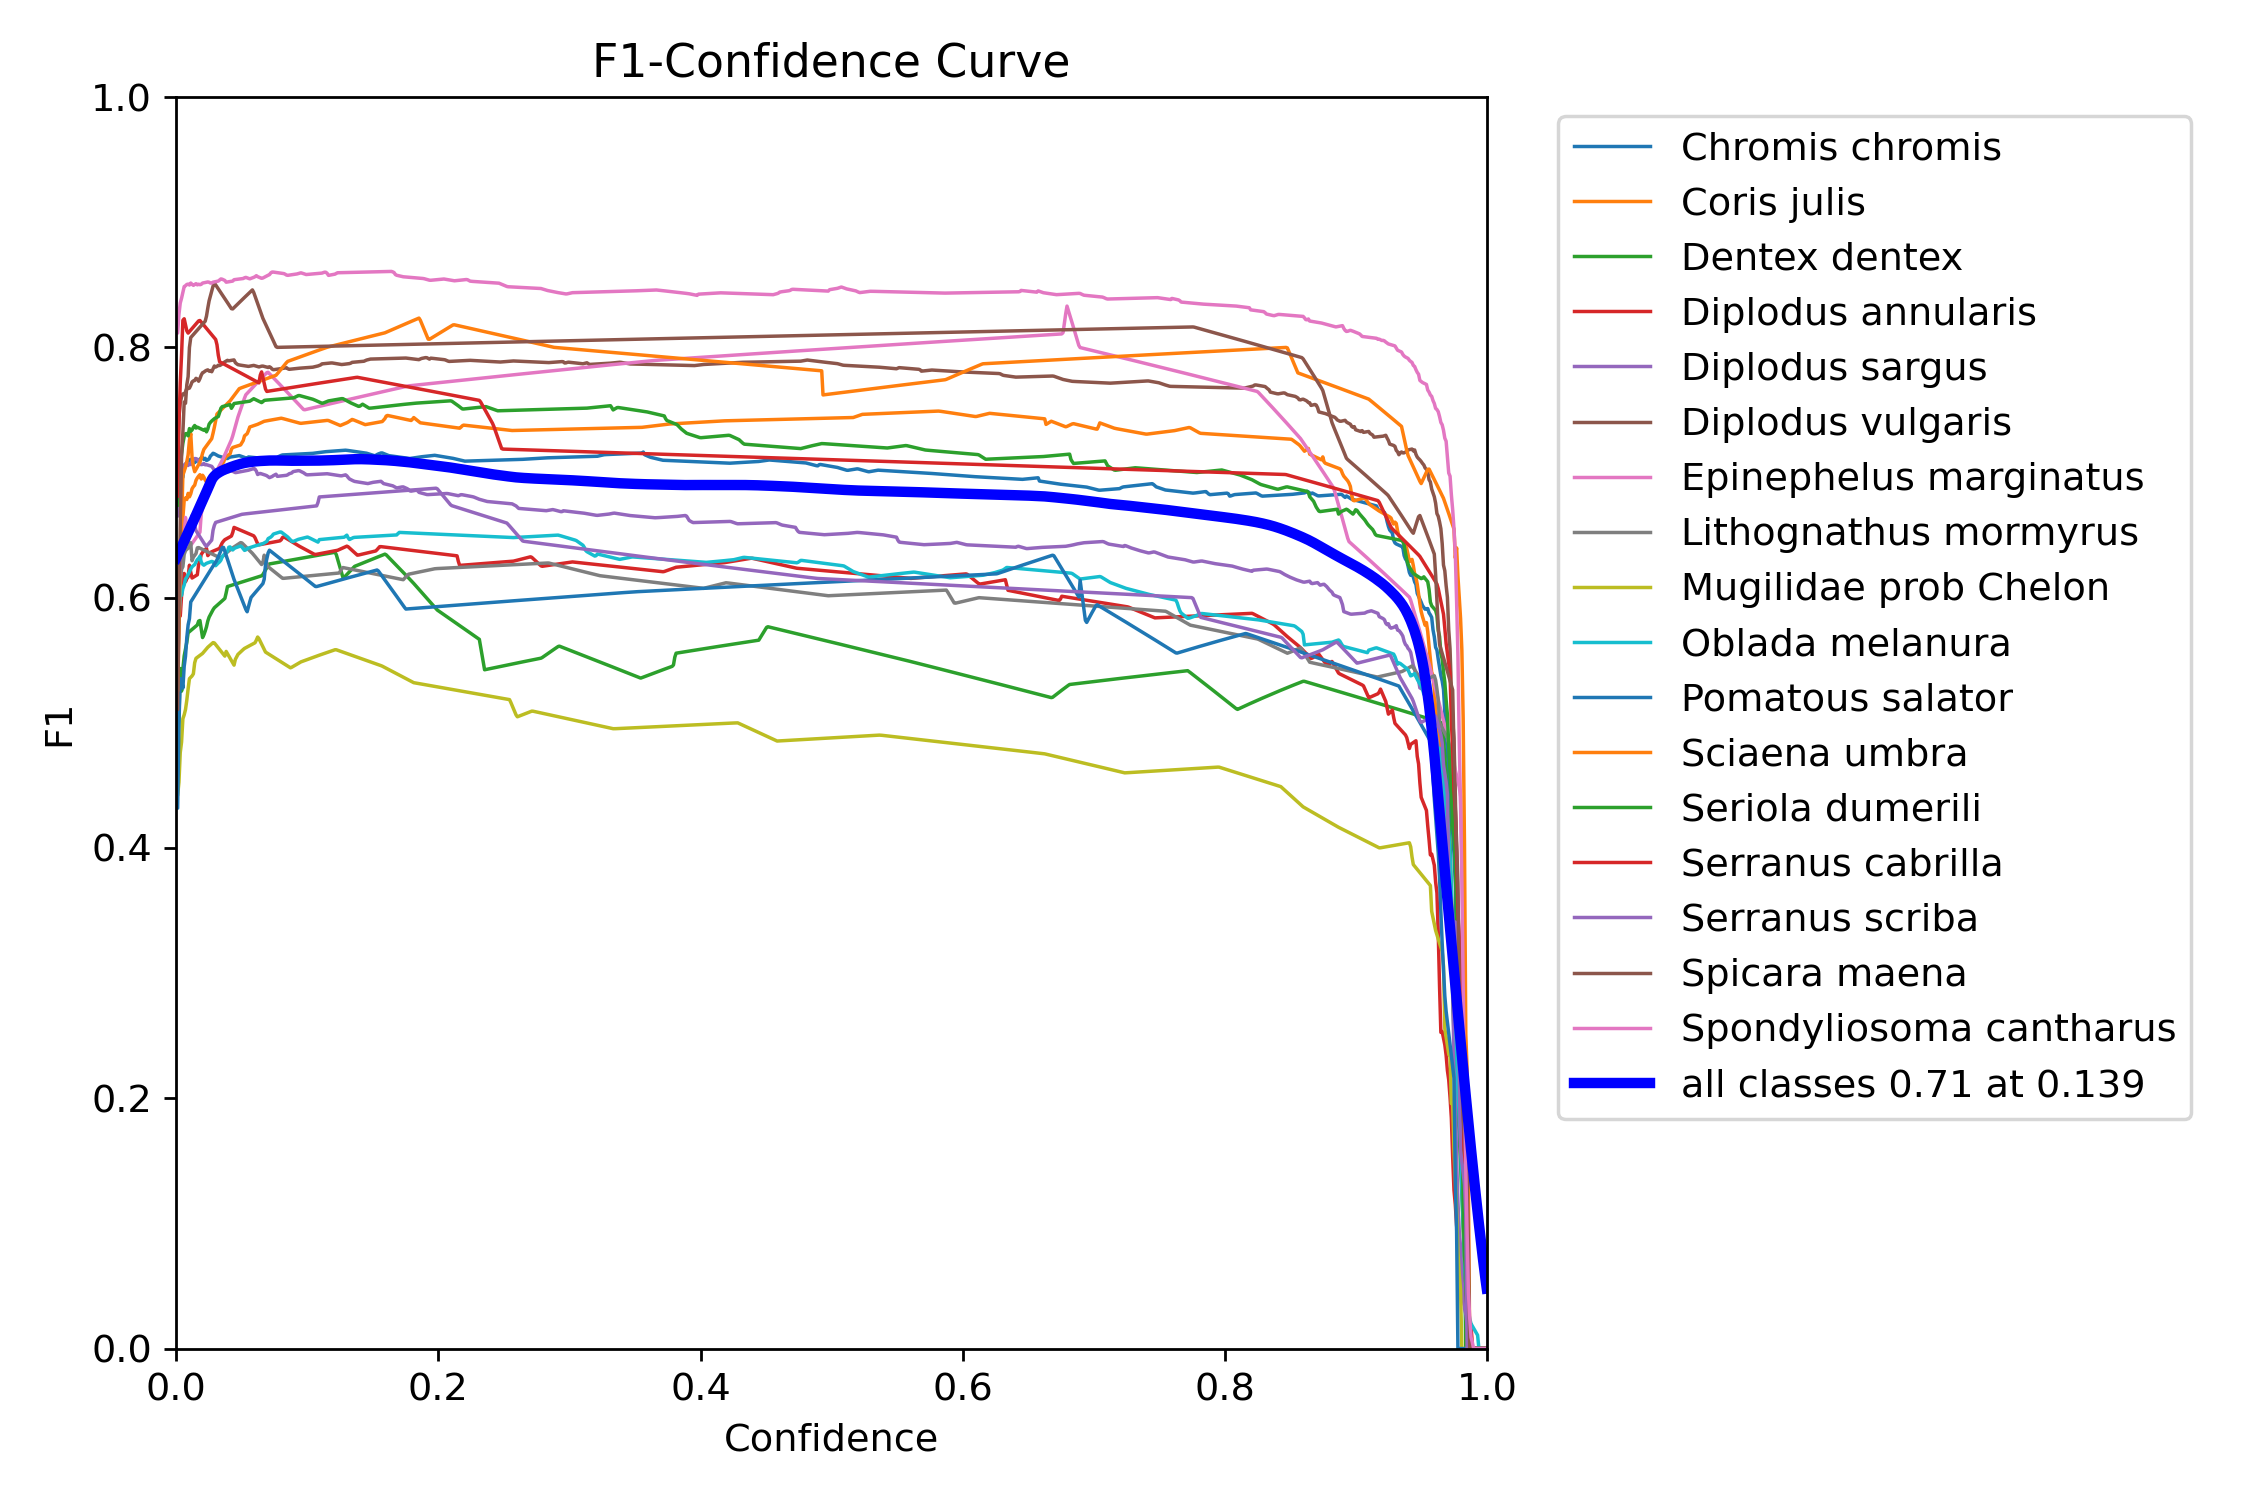 F1-Confidence Curve
1.0
0.8
0.6
0.4
0.2
0.0
F1
0.0 0.2 0.4 0.6 0.8 1.0
Confidence
Chromis chromis
Coris julis
Dentex dentex
Diplodus annularis
Diplodus sargus
Diplodus vulgaris
Epinephelus marginatus
Lithognathus mormyrus
Mugilidae prob Chelon
Oblada melanura
Pomatous salator
Sciaena umbra
Seriola dumerili
Serranus cabrilla
Serranus scriba
Spicara maena
Spondyliosoma cantharus
all classes 0.71 at 0.139